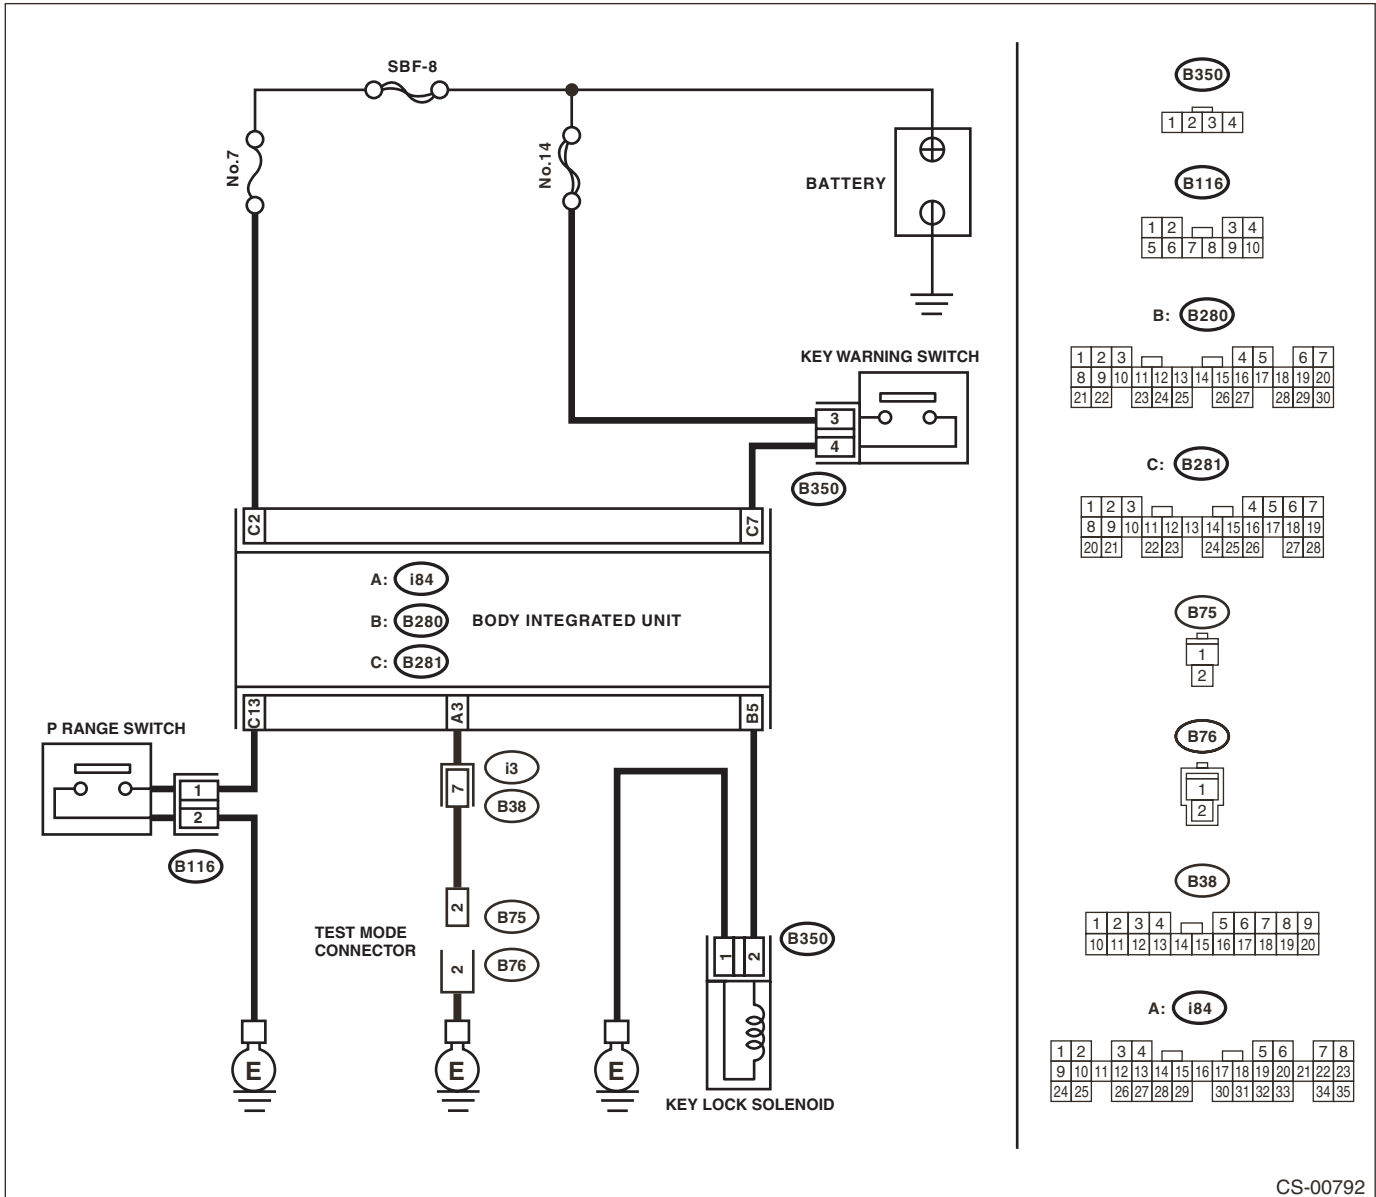 SBF-8
No.7
No.14
BATTERY
KEY WARNING SWITCH
3
4
B350
C2
C7
A: i84
B: B280 BODY INTEGRATED UNIT
C: B281
C13
A3
B5
P RANGE SWITCH
1
2
B116
7
i3
B38
2
B75
TEST MODE
CONNECTOR
2
B76
1
2
B350
E
E
E
KEY LOCK SOLENOID
B350
1 2 3 4
B116
1 2 3 4
5 6 7 8 9 10
B: B280
1 2 3 4 5 6 7
8 9 10 11 12 13 14 15 16 17 18 19 20
21 22 23 24 25 26 27 28 29 30
C: B281
1 2 3 4 5 6 7
8 9 10 11 12 13 14 15 16 17 18 19
20 21 22 23 24 25 26 27 28
B75
1
2
B76
1
2
B38
1 2 3 4 5 6 7 8 9
10 11 12 13 14 15 16 17 18 19 20
A: i84
1 2 3 4 5 6 7 8
9 10 11 12 13 14 15 16 17 18 19 20 21 22 23
24 25 26 27 28 29 30 31 32 33 34 35
CS-00792